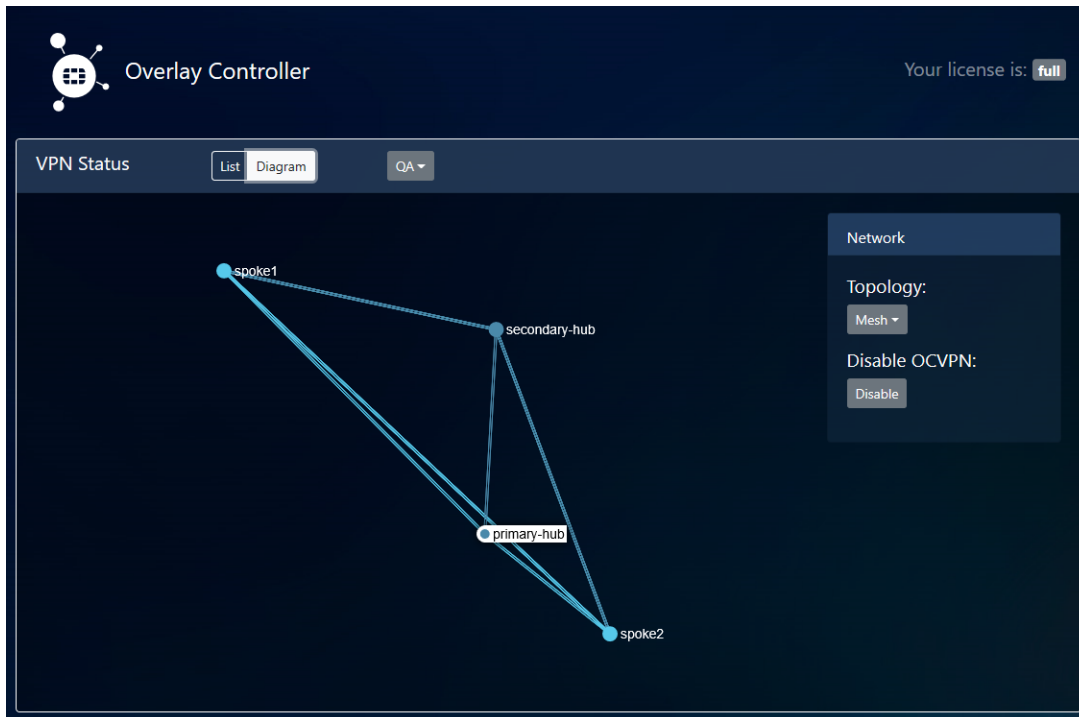 Overlay Controller
Your license is: full
VPN Status
List
Diagram
QA
Network
Topology:
Mesh
Disable OCVPN:
Disable
spoke1
secondary-hub
primary-hub
spoke2